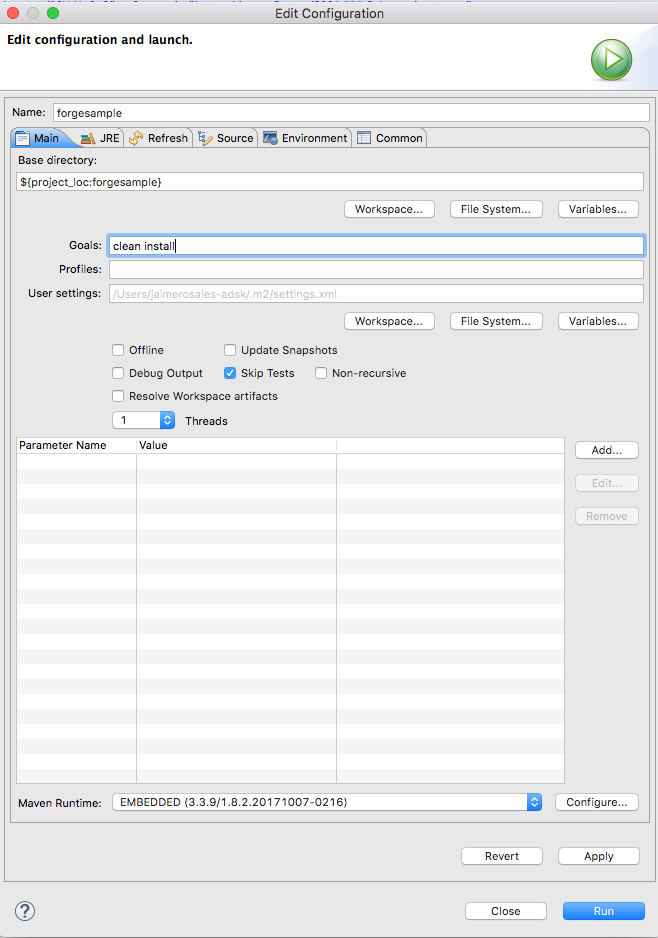 Edit Configuration
Edit configuration and launch.
Name: forgesample
Main JRE Refresh Source Environment Common
Base directory:
${project_loc:forgesample}
Workspace... File System... Variables...
Goals: clean install
Profiles:
User settings: /Users/jaimerosales-adsk/.m2/settings.xml
Workspace... File System... Variables...
Offline Update Snapshots
Debug Output Skip Tests Non-recursive
Resolve Workspace artifacts
1 Threads
Parameter Name Value
Add...
Edit...
Remove
Maven Runtime: EMBEDDED (3.3.9/1.8.2.20171007-0216) Configure...
Revert Apply
? Close Run